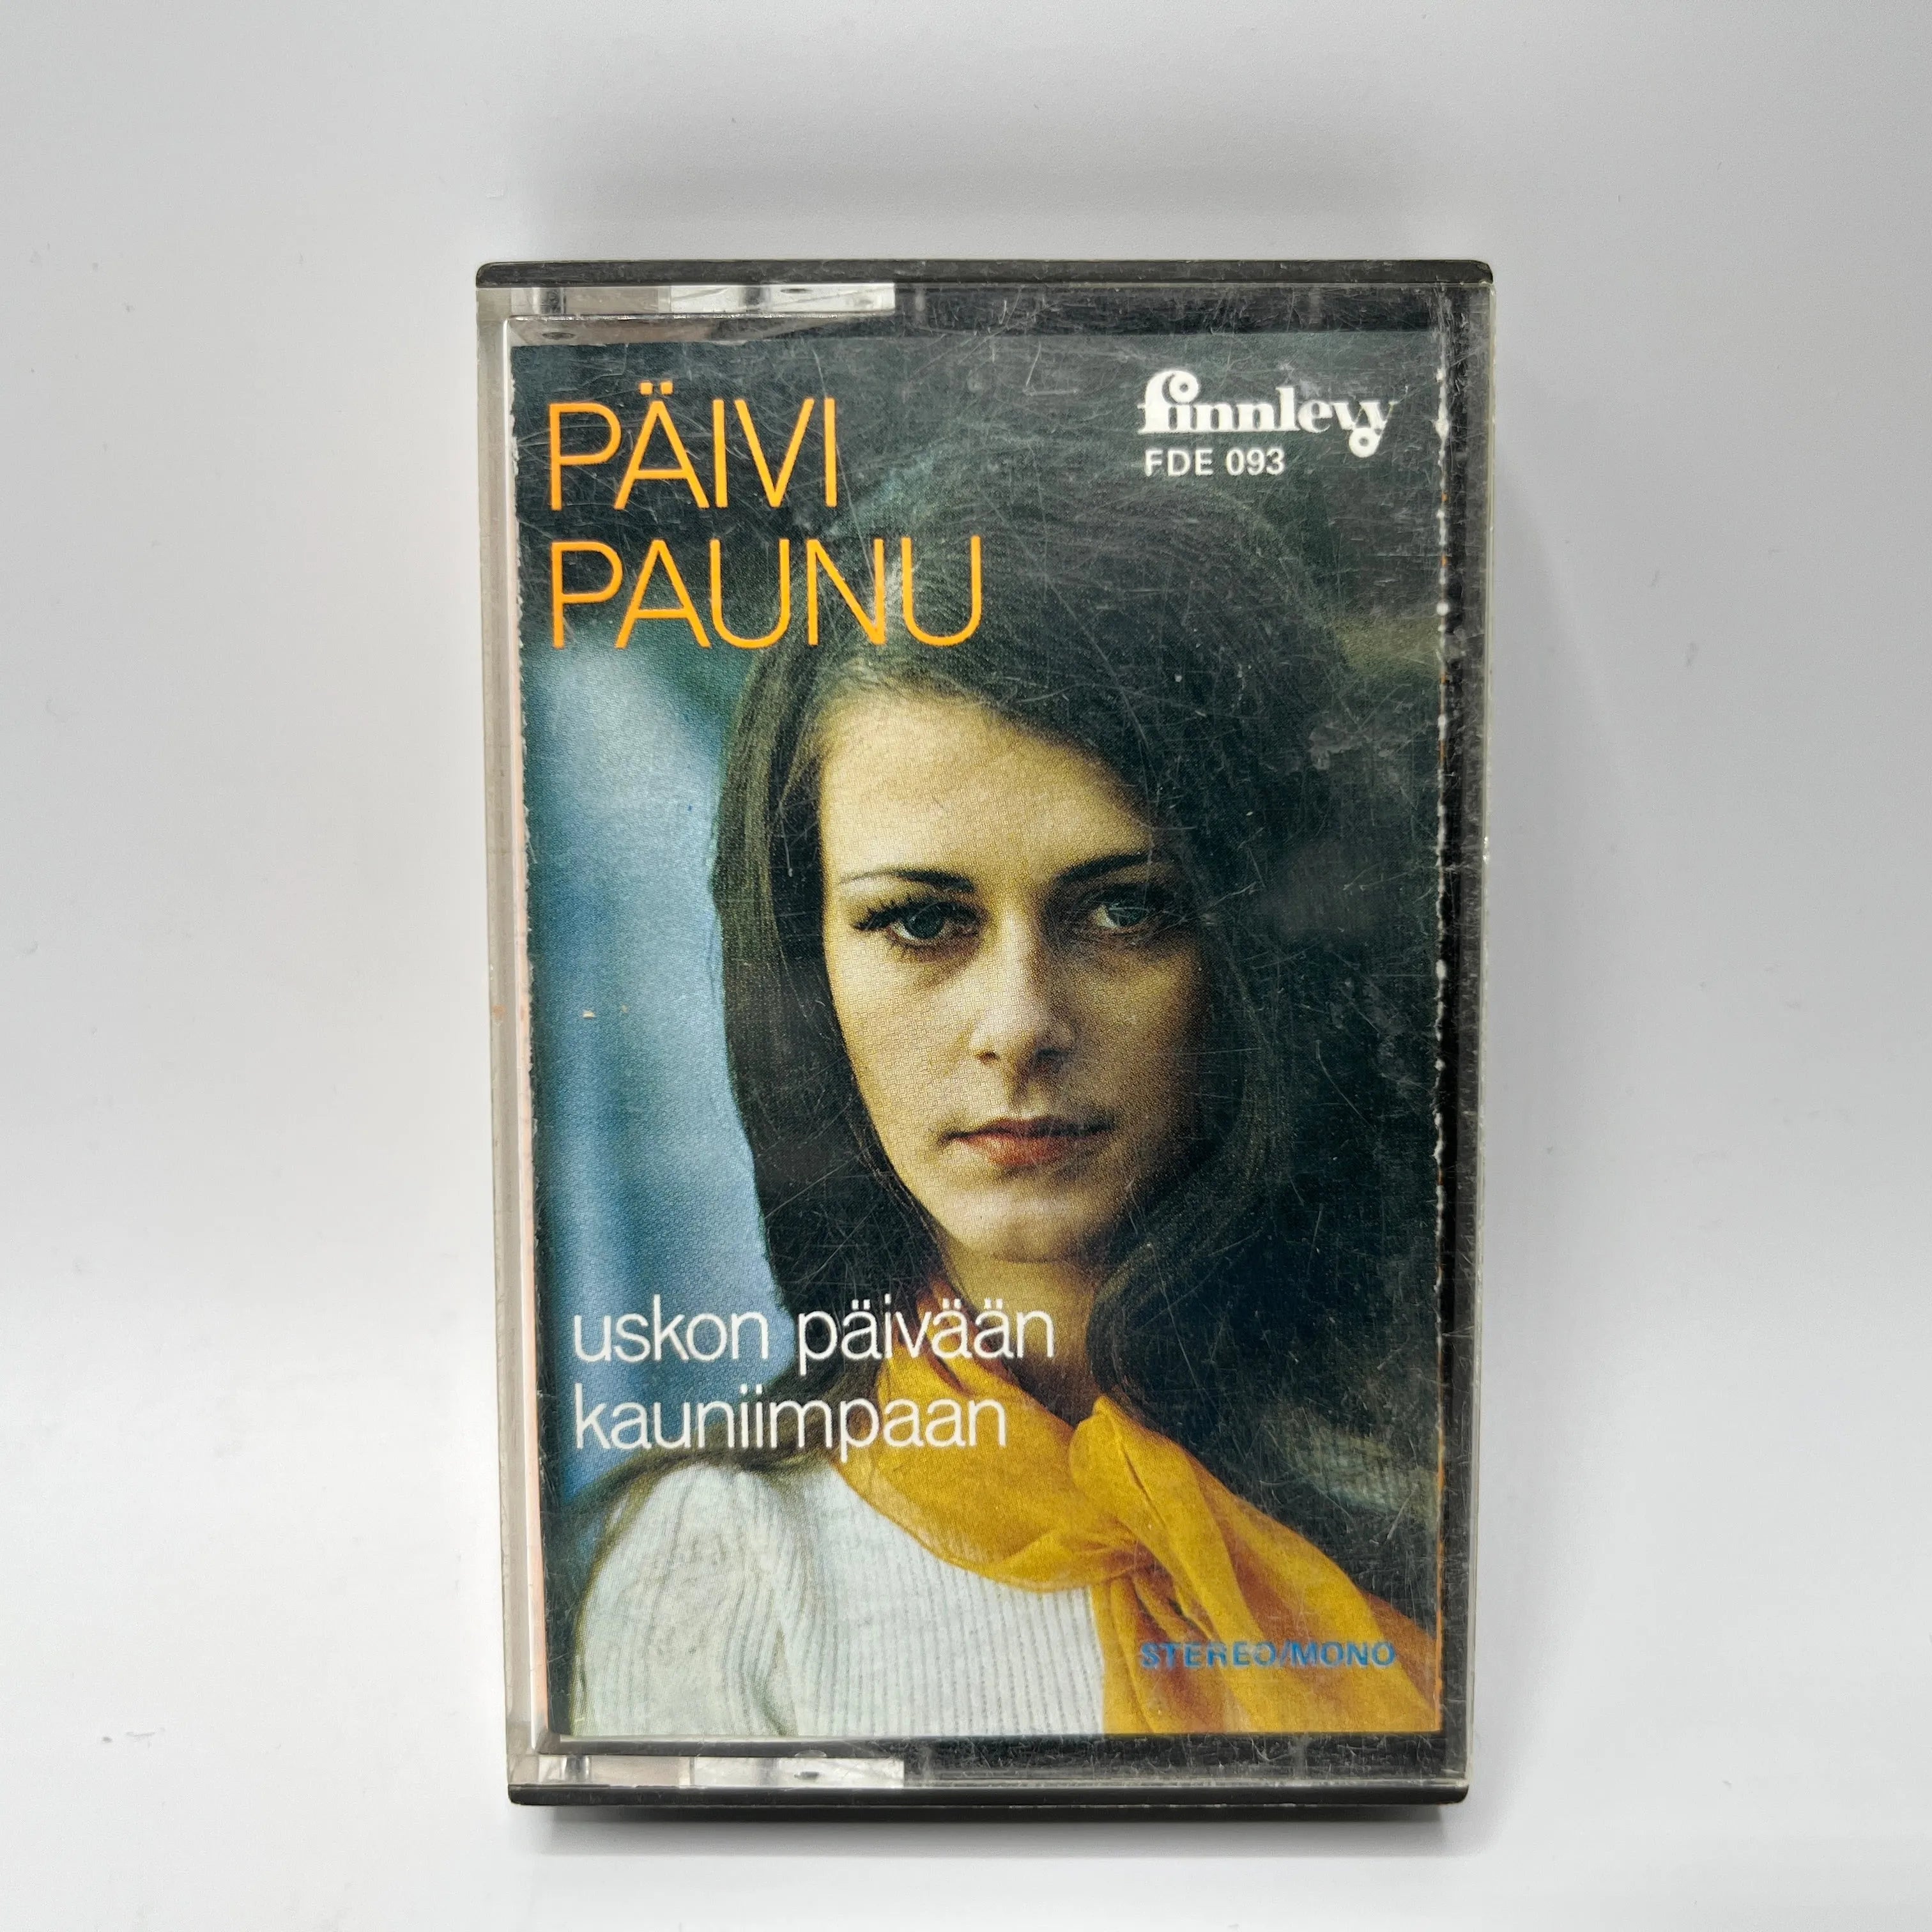 PÄIVI
PAUNU
finnlevy
FDE 093
uskon päivään
kauniimpaan
STEREO/MONO